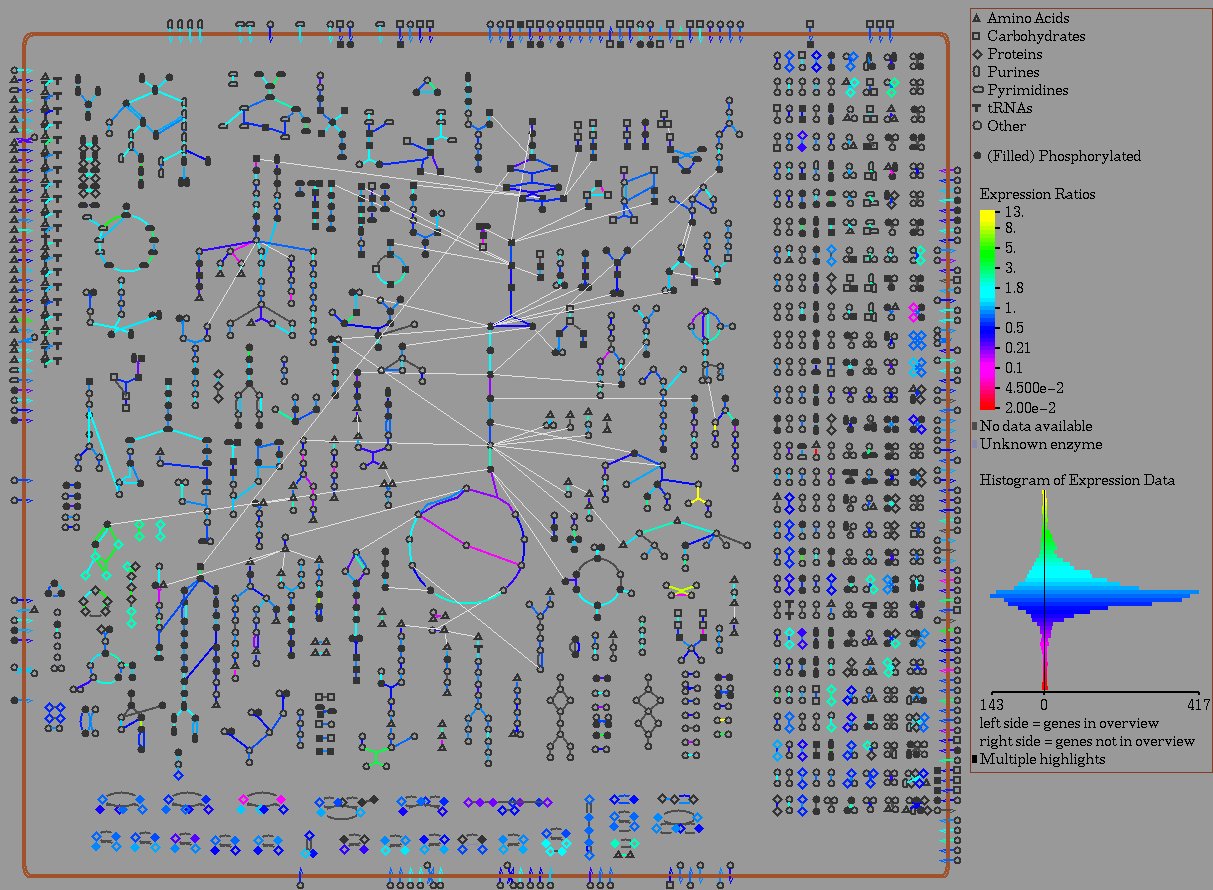 Amino Acids
Carbohydrates
Proteins
Purines
Pyrimidines
tRNAs
Other
(Filled) Phosphorylated
Expression Ratios
13.
8.
5.
3.
1.8
1.
0.5
0.21
0.1
4.500e-2
2.00e-2
No data available
Unknown enzyme
Histogram of Expression Data
143 0 417
left side = genes in overview
right side = genes not in overview
Multiple highlights